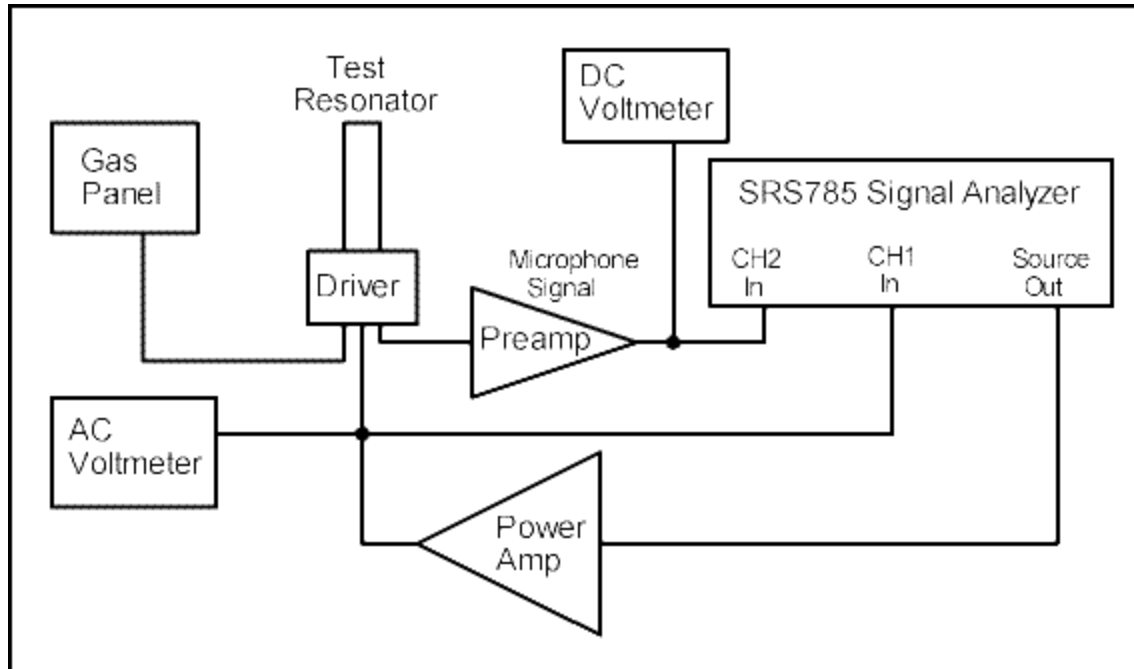 Test
Resonator
DC
Voltmeter
Gas
Panel
SRS785 Signal Analyzer
CH2
In
CH1
In
Source
Out
Driver
Microphone
Signal
Preamp
AC
Voltmeter
Power
Amp